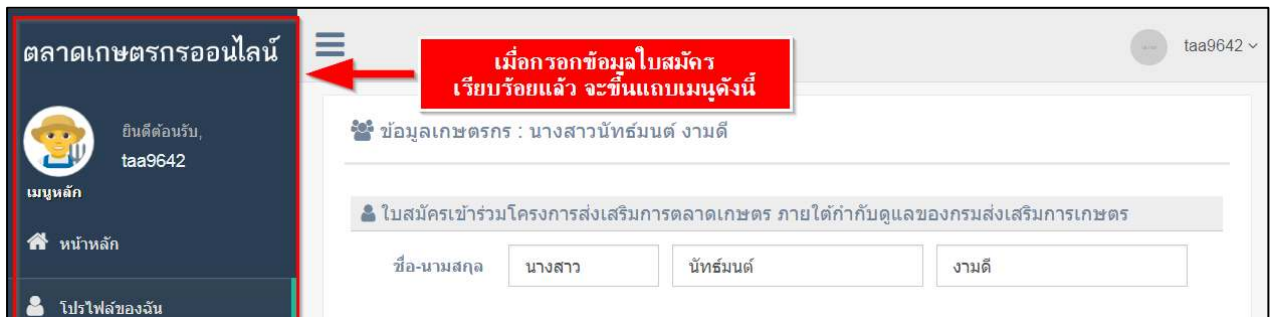 ตลาดเกษตรกรออนไลน์
taa9642
เมื่อกรอกข้อมูลใบสมัคร
เรียบร้อยแล้ว จะขึ้นแถบเมนูดังนี้
ยินดีต้อนรับ,
taa9642
เมนูหลัก
หน้าหลัก
โปรไฟล์ของฉัน
ข้อมูลเกษตรกร : นางสาวนัทธ์มนต์ งามดี
ใบสมัครเข้าร่วมโครงการส่งเสริมการตลาดเกษตร ภายใต้กำกับดูแลของกรมส่งเสริมการเกษตร
ชื่อ-นามสกุล นางสาว นัทธ์มนต์ งามดี